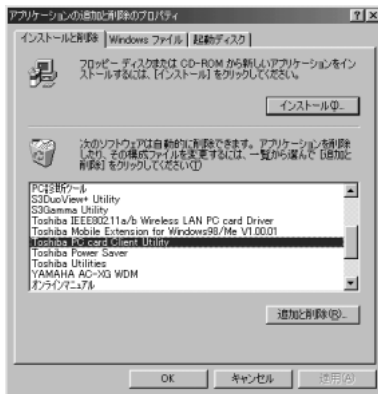 アプリケーションの追加と削除のプロパティ
インストールと削除
Windows ファイル
起動ディスク
フロッピー ディスクまたは CD-ROM から新しいアプリケーションをイン
ストールするには、[インストール] をクリックしてください。
インストール(I)...
次のソフトウェアは自動的に削除できます。アプリケーションを削除
したり、その構成ファイルを変更するには、一覧から選んで [追加と
削除] をクリックしてください(T)
PC診断ツール
S3DuoView+ Utility
S3Gamma Utility
Toshiba IEEE802.11a/b Wireless LAN PC card Driver
Toshiba Mobile Extension for Windows98/Me V1.00.01
Toshiba PC card Client Utility
Toshiba Power Saver
Toshiba Utilities
YAMAHA AC-XG WDM
オンラインマニュアル
追加と削除(R)...
OK
キャンセル
適用(A)